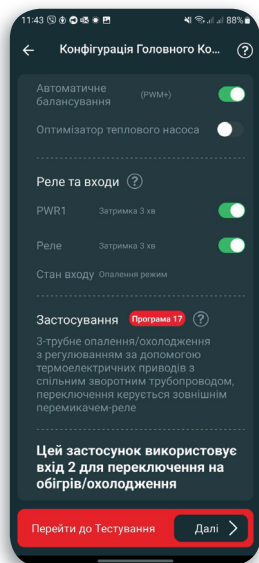 11:43 88%
Конфігурація Головного Ко...
Автоматичне
балансування (PWM+)
Оптимізатор теплового насоса
Реле та входи ?
PWR1 Затримка 3 хв
Реле Затримка 3 хв
Стан входу Опалення режим
Застосування Програма 17 ?
3-трубне опалення/охолодження
з регулюванням за допомогою
термоелектричних приводів з
спільним зворотним трубопроводом,
переключення керується зовнішнім
перемикачем-реле
Цей застосунок використовує
вхід 2 для переключення на
обігрів/охолодження
Перейти до Тестування Далі